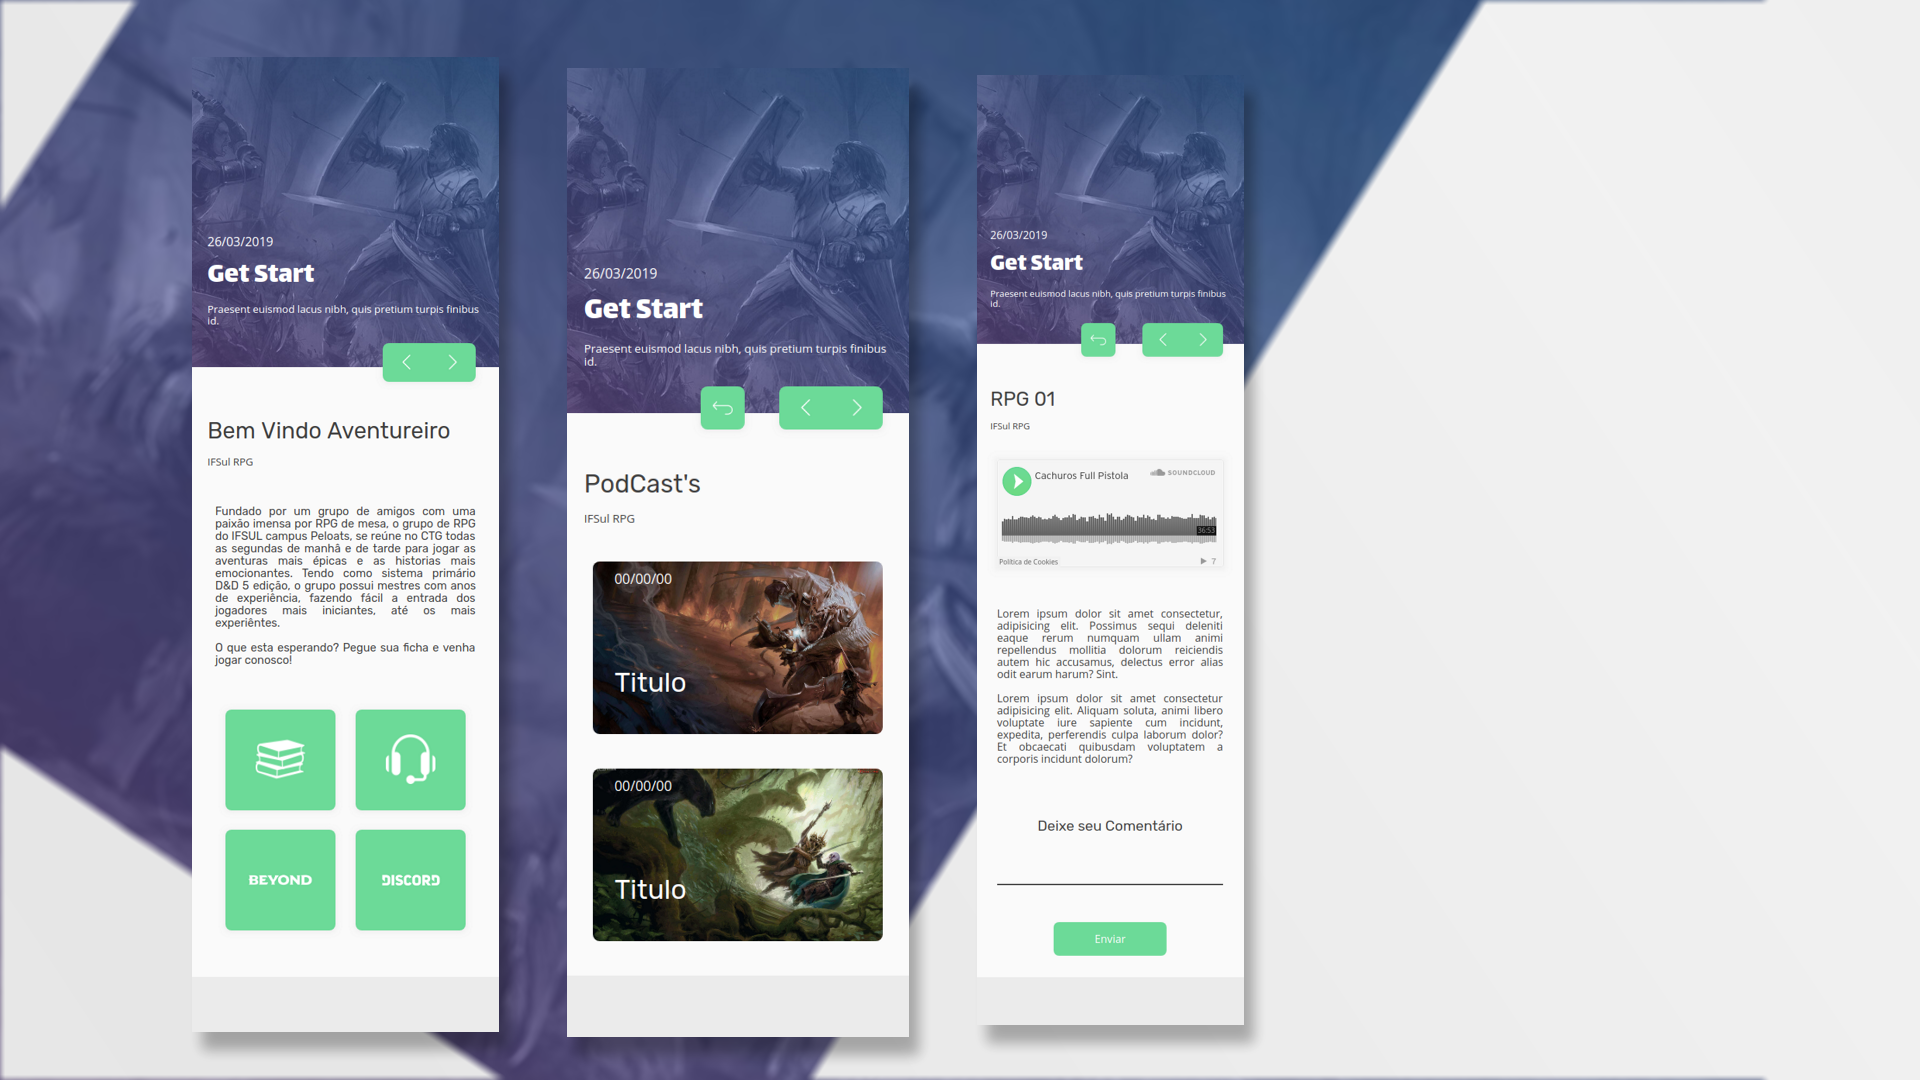 26/03/2019
Get Start
Praesent euismod lacus nibh, quis pretium turpis finibus
id.
Bem Vindo Aventureiro
IFSul RPG
Fundado por um grupo de amigos com uma
paixão imensa por RPG de mesa, o grupo de RPG
do IFSUL campus Peloats, se reúne no CTG todas
as segundas de manhã e de tarde para jogar as
aventuras mais épicas e as historias mais
emocionantes. Tendo como sistema primário
D&D 5 edição, o grupo possui mestres com anos
de experiência, fazendo fácil a entrada dos
jogadores mais iniciantes, até os mais
experiêntes.
O que esta esperando? Pegue sua ficha e venha
jogar conosco!
BEYOND
DISCORD
26/03/2019
Get Start
Praesent euismod lacus nibh, quis pretium turpis finibus
id.
PodCast's
IFSul RPG
00/00/00
Titulo
00/00/00
Titulo
26/03/2019
Get Start
Praesent euismod lacus nibh, quis pretium turpis finibus
id.
RPG 01
IFSul RPG
Cachuros Full Pistola
SOUNDCLOUD
36:53
Política de Cookies
7
Lorem ipsum dolor sit amet consectetur,
adipisicing elit. Possimus sequi deleniti
eaque rerum numquam ullam animi
repellendus mollitia dolorum reiciendis
autem hic accusamus, delectus error alias
odit earum harum? Sint.
Lorem ipsum dolor sit amet consectetur
adipisicing elit. Aliquam soluta, animi libero
voluptate iure sapiente cum incidunt,
expedita, perferendis culpa laborum dolor?
Et obcaecati quibusdam voluptatem a
corporis incidunt dolorum?
Deixe seu Comentário
Enviar